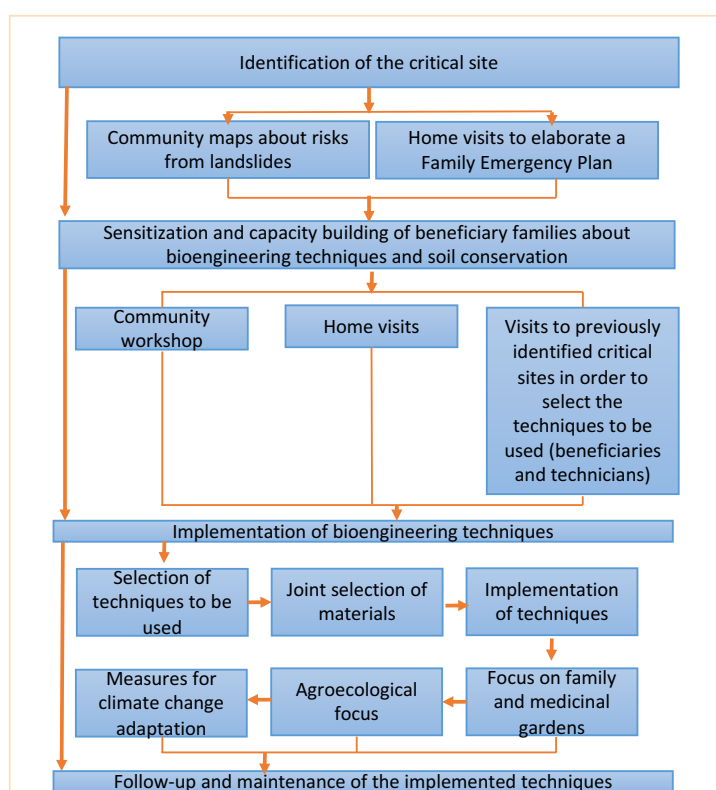 Identification of the critical site
Community maps about risks
from landslides
Home visits to elaborate a
Family Emergency Plan
Sensitization and capacity building of beneficiary families about
bioengineering techniques and soil conservation
Community
workshop
Home visits
Visits to previously
identified critical
sites in order to
select the
techniques to be
used (beneficiaries
and technicians)
Implementation of bioengineering techniques
Selection of
techniques to be
used
Joint selection of
materials
Implementation
of techniques
Measures for
climate change
adaptation
Agroecological
focus
Focus on family
and medicinal
gardens
Follow-up and maintenance of the implemented techniques